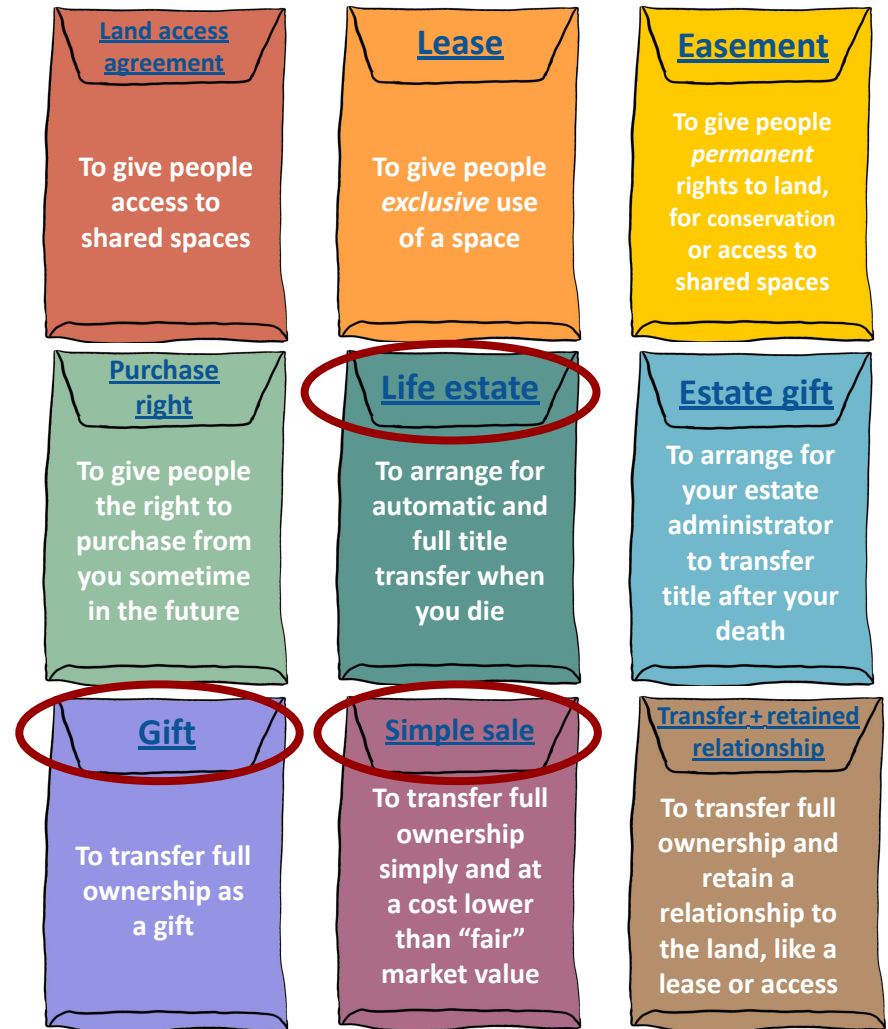 Land access
agreement
To give people
access to
shared spaces
Lease
To give people
exclusive use
of a space
Easement
To give people
permanent
rights to land,
for conservation
or access to
shared spaces
Purchase
right
To give people
the right to
purchase from
you sometime
in the future
Life estate
To arrange for
automatic and
full title
transfer when
you die
Estate gift
To arrange for
your estate
administrator
to transfer
title after your
death
Gift
To transfer full
ownership as
a gift
Simple sale
To transfer full
ownership
simply and at
a cost lower
than “fair”
market value
Transfer + retained
relationship
To transfer full
ownership and
retain a
relationship to
the land, like a
lease or access